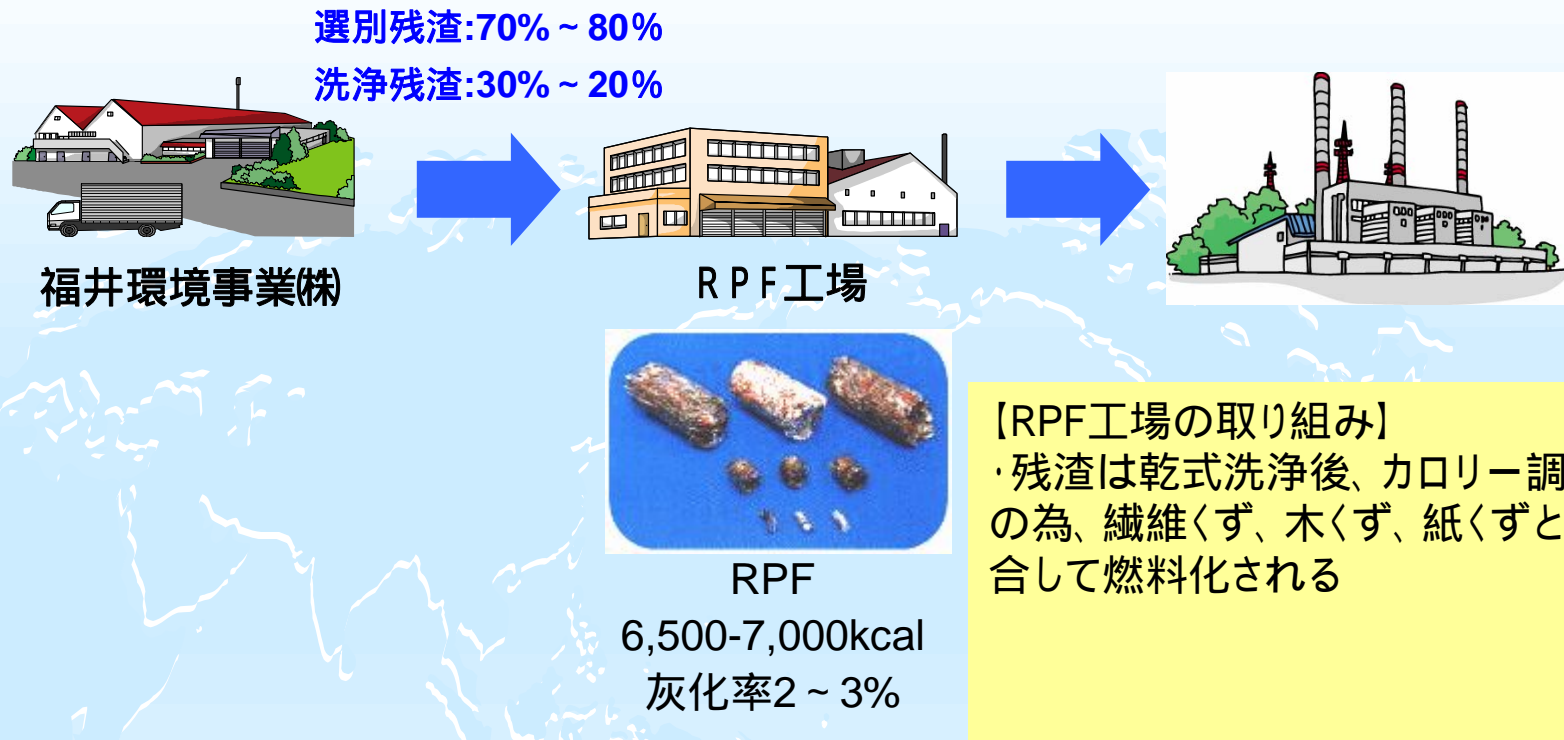 選別残渣:70%~80%
洗浄残渣:30%~20%
福井環境事業㈱
RPF工場
RPF
6,500-7,000kcal
灰化率2~3%
【RPF工場の取り組み】
・残渣は乾式洗浄後、カロリー調
の為、繊維くず、木くず、紙くずと
合して燃料化される